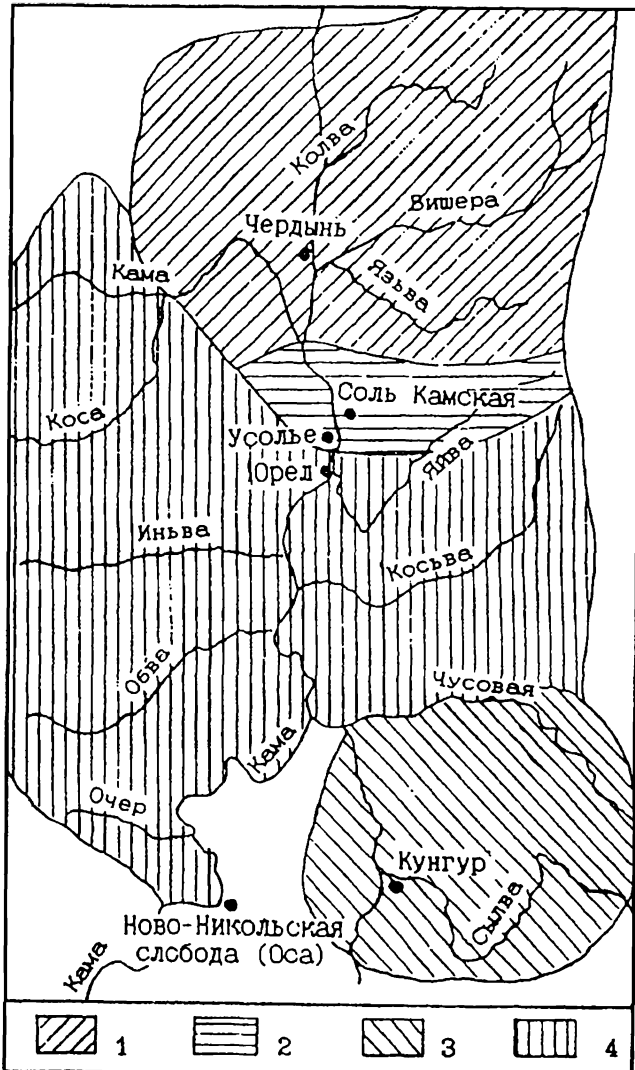 Колва
Вишера
Чердынь
Язьва
Кама
Соль Камская
Коса
Усолье
Орел
Яйва
Иньва
Косьва
Обва
Чусовая
Кама
Очер
Кунгур
Сылва
Ново-Никольская
слобода (Оса)
Кама
1 2 3 4